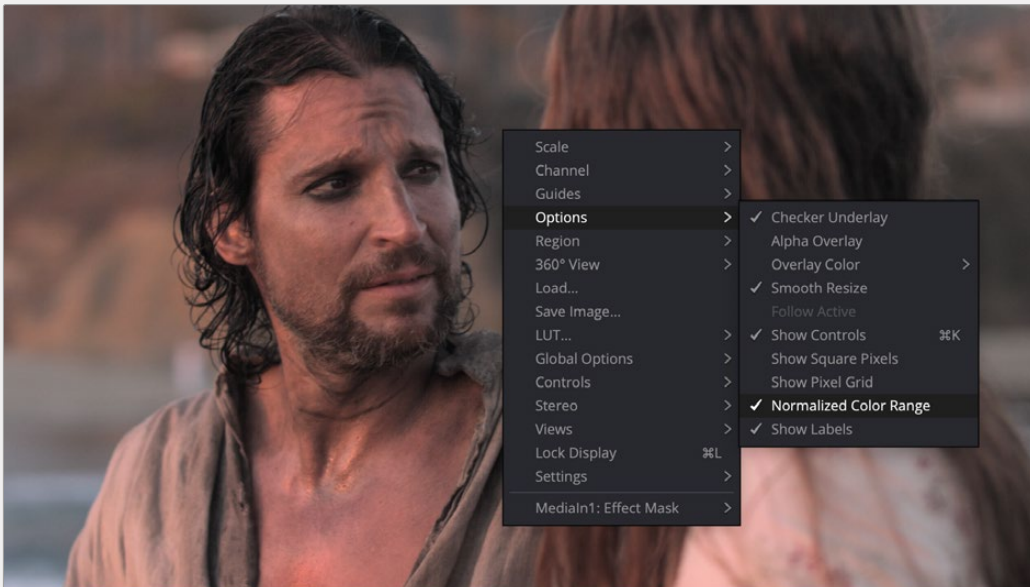 Scale
Channel
Guides
Options
Region
360° View
Load...
Save Image...
LUT...
Global Options
Controls
Stereo
Views
Lock Display ⌘L
Settings
MediaIn1: Effect Mask
✓ Checker Underlay
Alpha Overlay
Overlay Color
✓ Smooth Resize
Follow Active
✓ Show Controls ⌘K
Show Square Pixels
Show Pixel Grid
✓ Normalized Color Range
✓ Show Labels